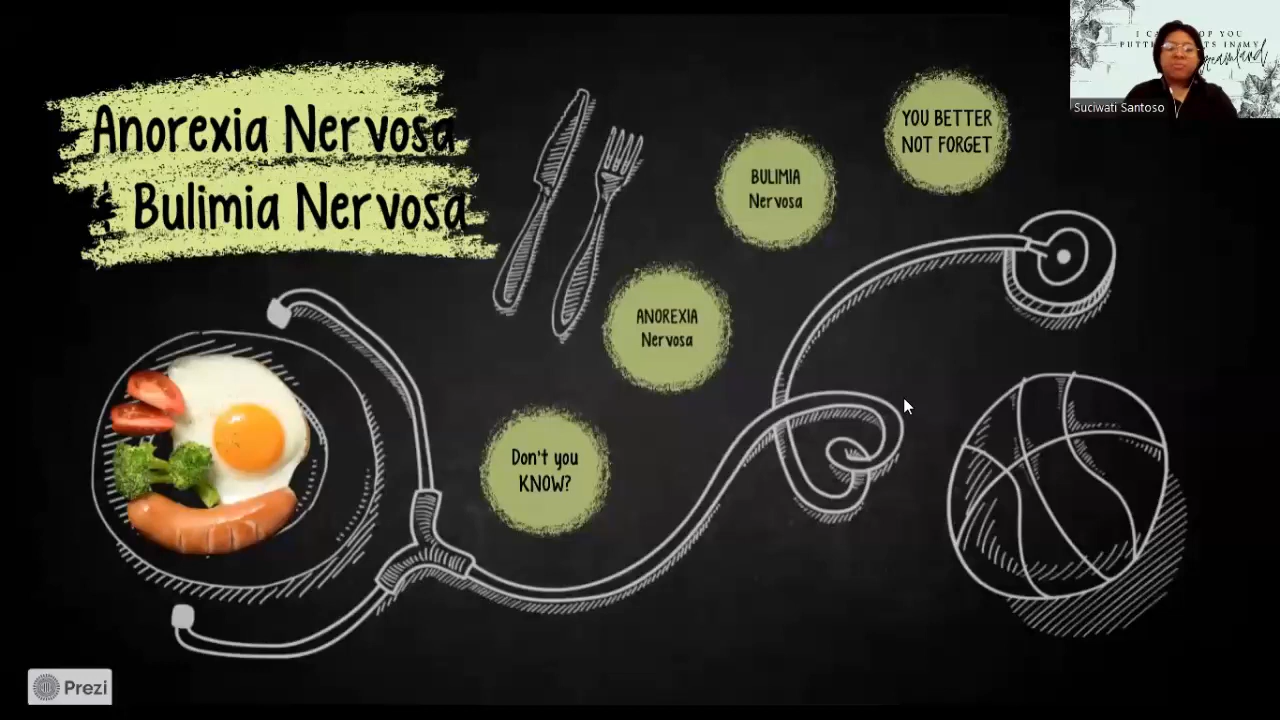 Anorexia Nervosa
Bulimia Nervosa
Don't you
KNOW?
ANOREXIA
Nervosa
BULIMIA
Nervosa
YOU BETTER
NOT FORGET
Suciwati Santoso
Prezi